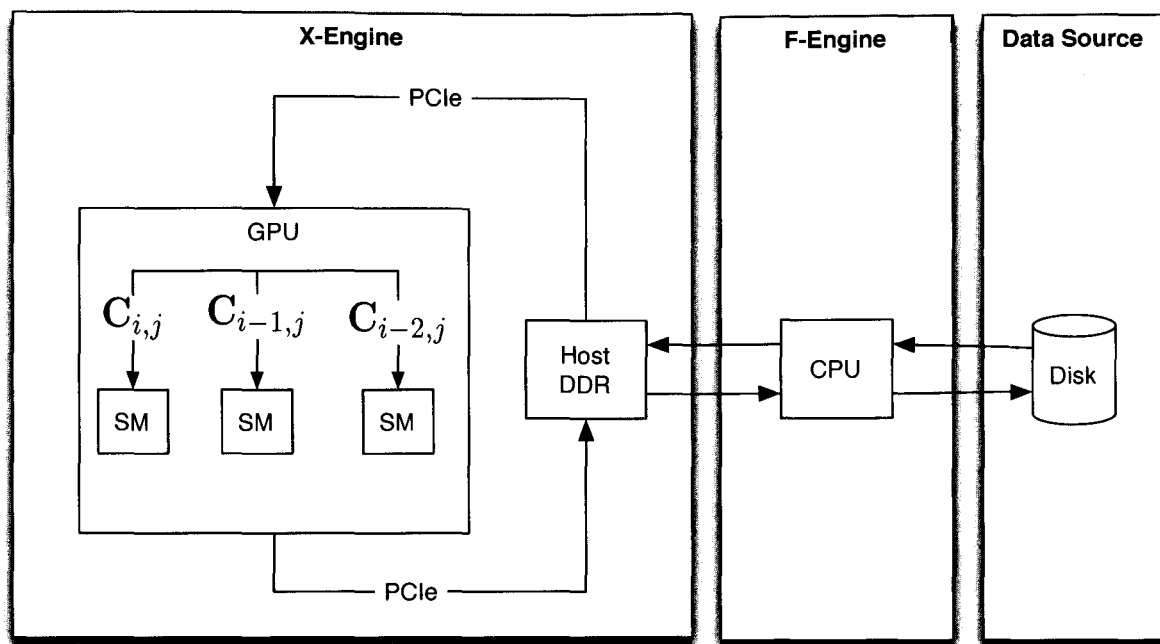 X-Engine
F-Engine
Data Source
PCIe
GPU
C_{i,j}
C_{i-1,j}
C_{i-2,j}
SM
SM
SM
Host
DDR
CPU
Disk
PCIe